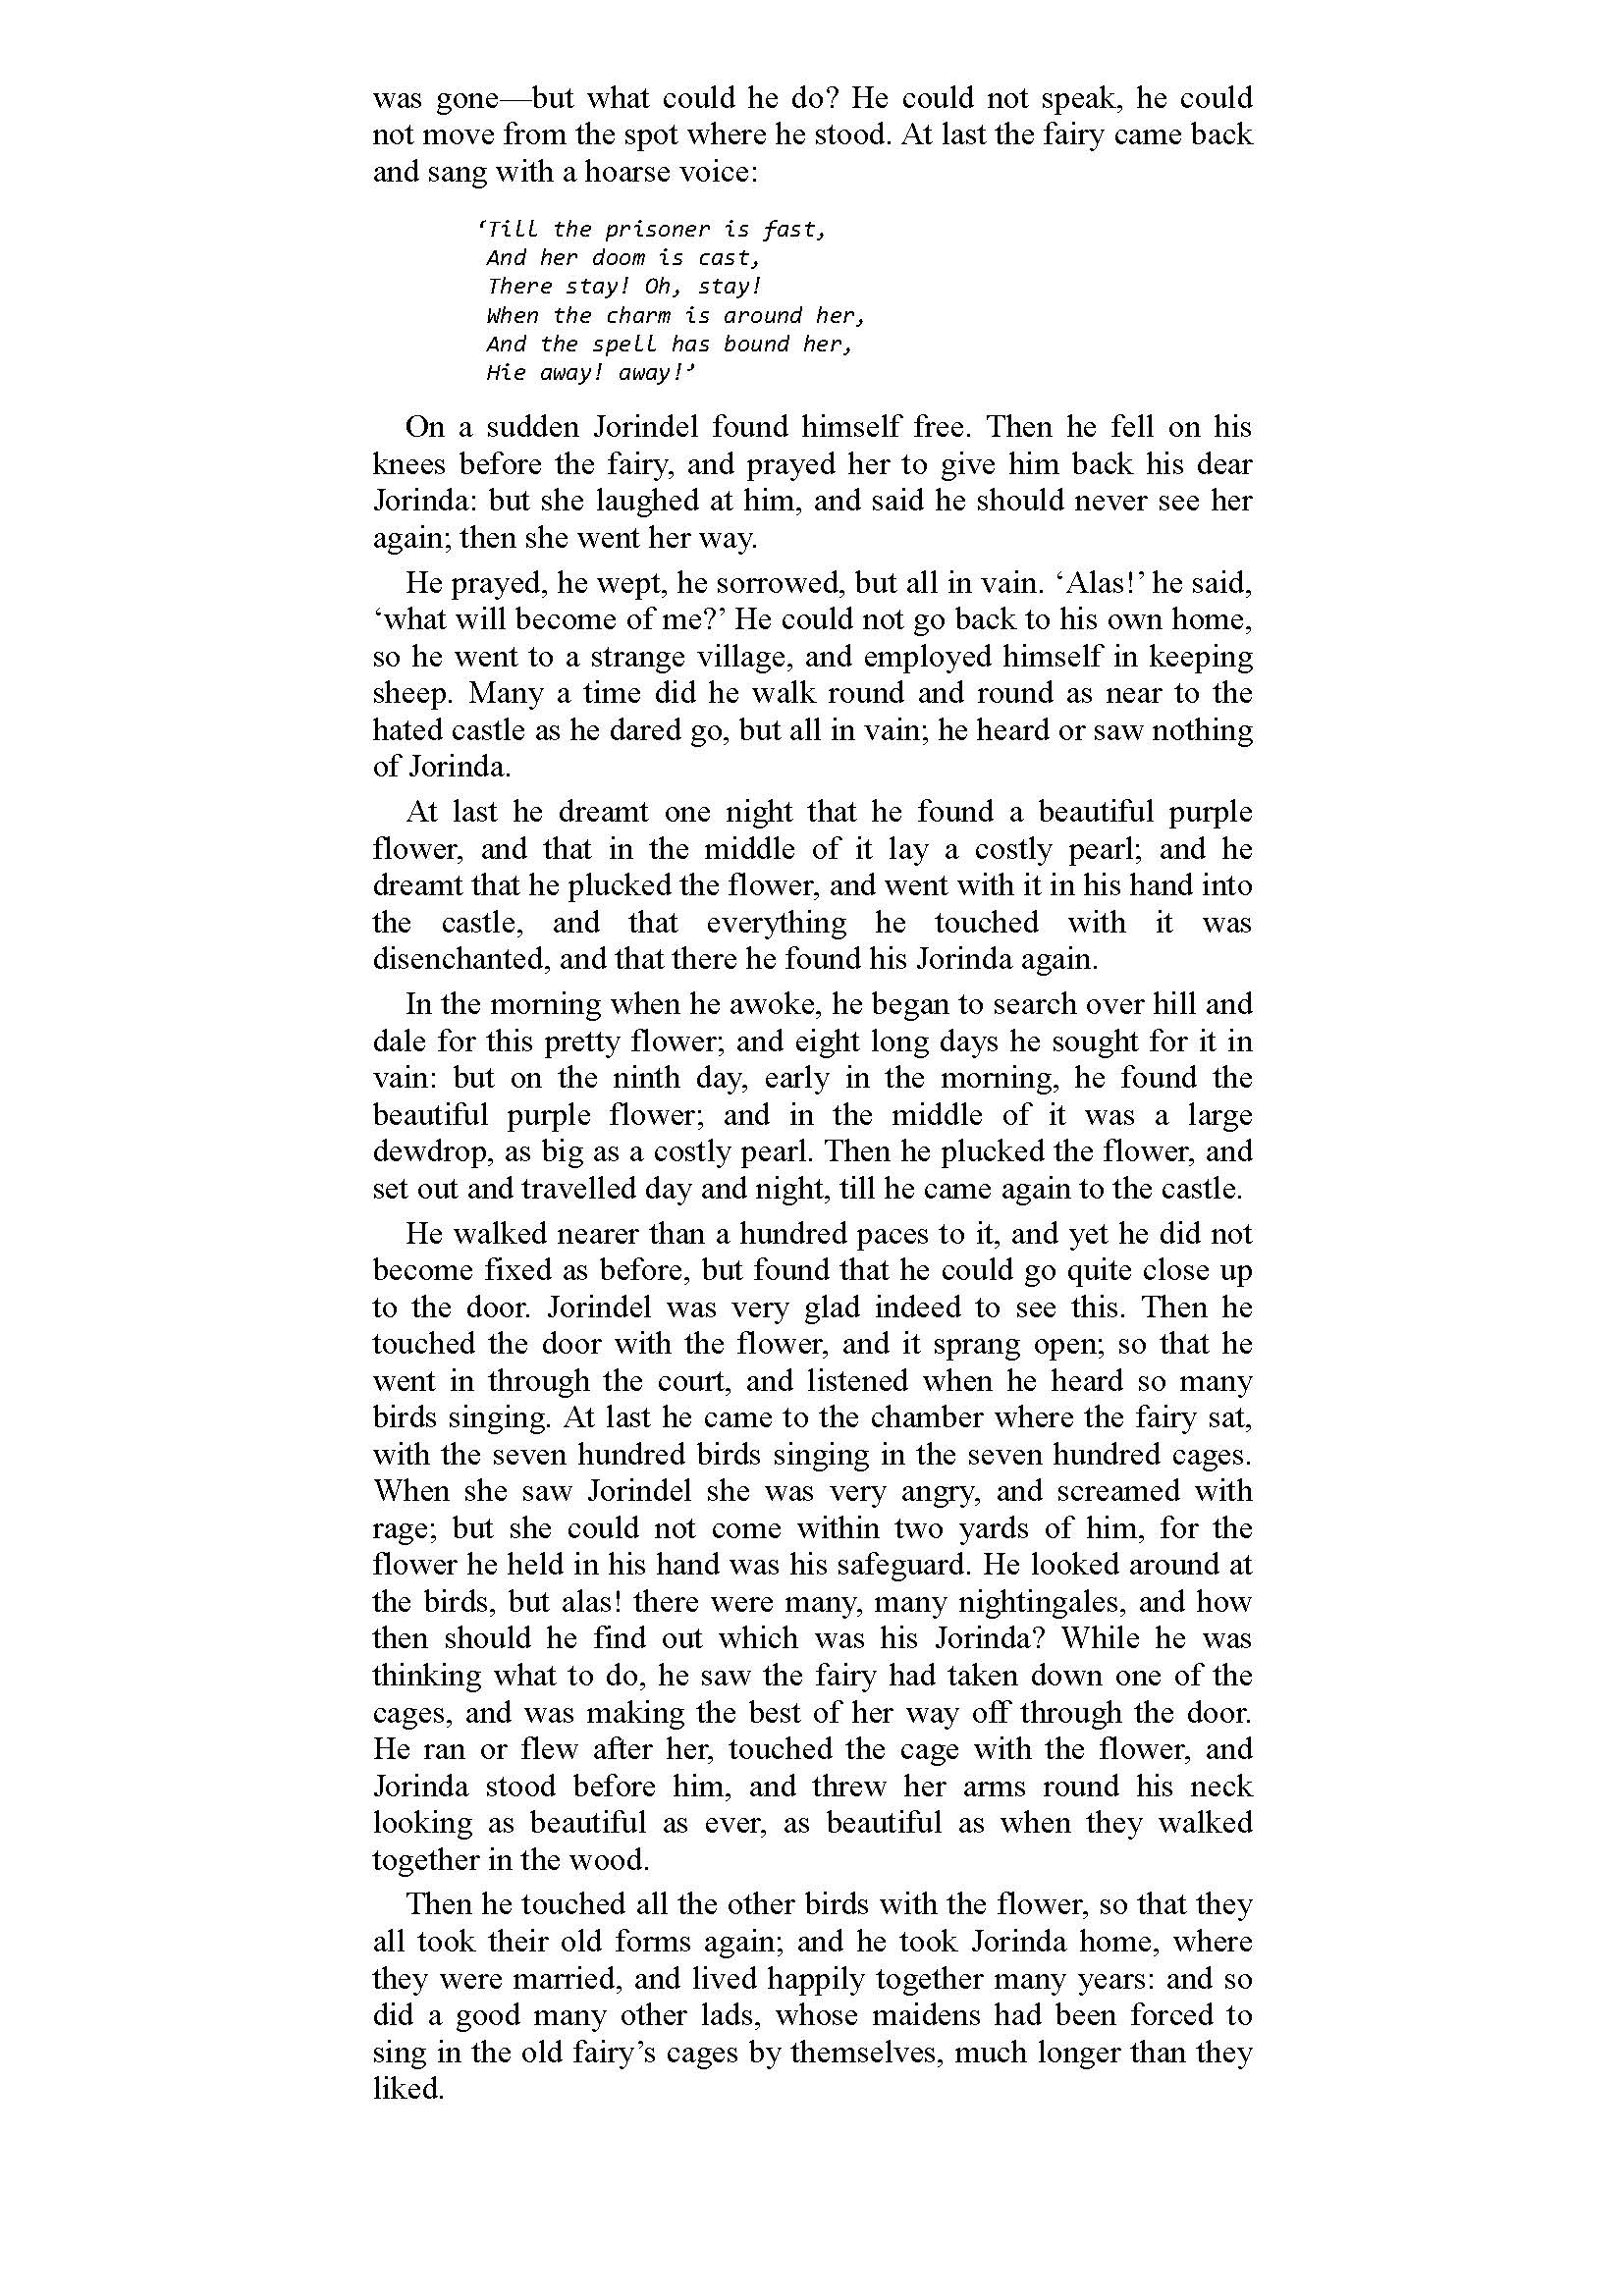 was gone—but what could he do? He could not speak, he could
not move from the spot where he stood. At last the fairy came back
and sang with a hoarse voice:
‘Till the prisoner is fast,
And her doom is cast,
There stay! Oh, stay!
When the charm is around her,
And the spell has bound her,
Hie away! away!’
On a sudden Jorindel found himself free. Then he fell on his
knees before the fairy, and prayed her to give him back his dear
Jorinda: but she laughed at him, and said he should never see her
again; then she went her way.
He prayed, he wept, he sorrowed, but all in vain. ‘Alas!’ he said,
‘what will become of me?’ He could not go back to his own home,
so he went to a strange village, and employed himself in keeping
sheep. Many a time did he walk round and round as near to the
hated castle as he dared go, but all in vain; he heard or saw nothing
of Jorinda.
At last he dreamt one night that he found a beautiful purple
flower, and that in the middle of it lay a costly pearl; and he
dreamt that he plucked the flower, and went with it in his hand into
the castle, and that everything he touched with it was
disenchanted, and that there he found his Jorinda again.
In the morning when he awoke, he began to search over hill and
dale for this pretty flower; and eight long days he sought for it in
vain: but on the ninth day, early in the morning, he found the
beautiful purple flower; and in the middle of it was a large
dewdrop, as big as a costly pearl. Then he plucked the flower, and
set out and travelled day and night, till he came again to the castle.
He walked nearer than a hundred paces to it, and yet he did not
become fixed as before, but found that he could go quite close up
to the door. Jorindel was very glad indeed to see this. Then he
touched the door with the flower, and it sprang open; so that he
went in through the court, and listened when he heard so many
birds singing. At last he came to the chamber where the fairy sat,
with the seven hundred birds singing in the seven hundred cages.
When she saw Jorindel she was very angry, and screamed with
rage; but she could not come within two yards of him, for the
flower he held in his hand was his safeguard. He looked around at
the birds, but alas! there were many, many nightingales, and how
then should he find out which was his Jorinda? While he was
thinking what to do, he saw the fairy had taken down one of the
cages, and was making the best of her way off through the door.
He ran or flew after her, touched the cage with the flower, and
Jorinda stood before him, and threw her arms round his neck
looking as beautiful as ever, as beautiful as when they walked
together in the wood.
Then he touched all the other birds with the flower, so that they
all took their old forms again; and he took Jorinda home, where
they were married, and lived happily together many years: and so
did a good many other lads, whose maidens had been forced to
sing in the old fairy’s cages by themselves, much longer than they
liked.